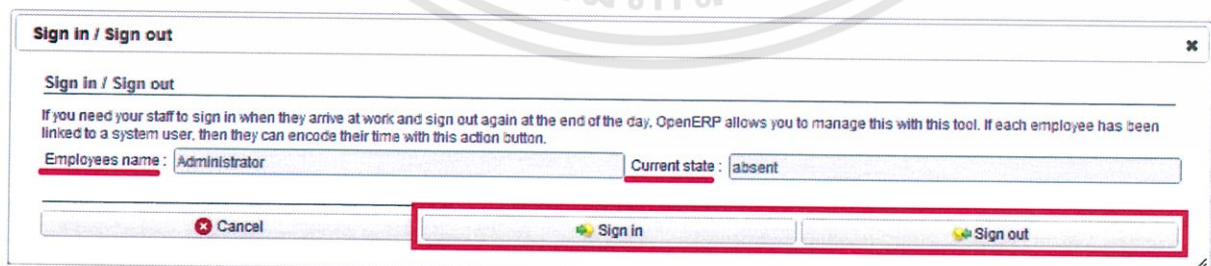 Sign in / Sign out
Sign in / Sign out
If you need your staff to sign in when they arrive at work and sign out again at the end of the day, OpenERP allows you to manage this with this tool. If each employee has been
linked to a system user, then they can encode their time with this action button.
Employees name : Administrator Current state : absent
Cancel Sign in Sign out